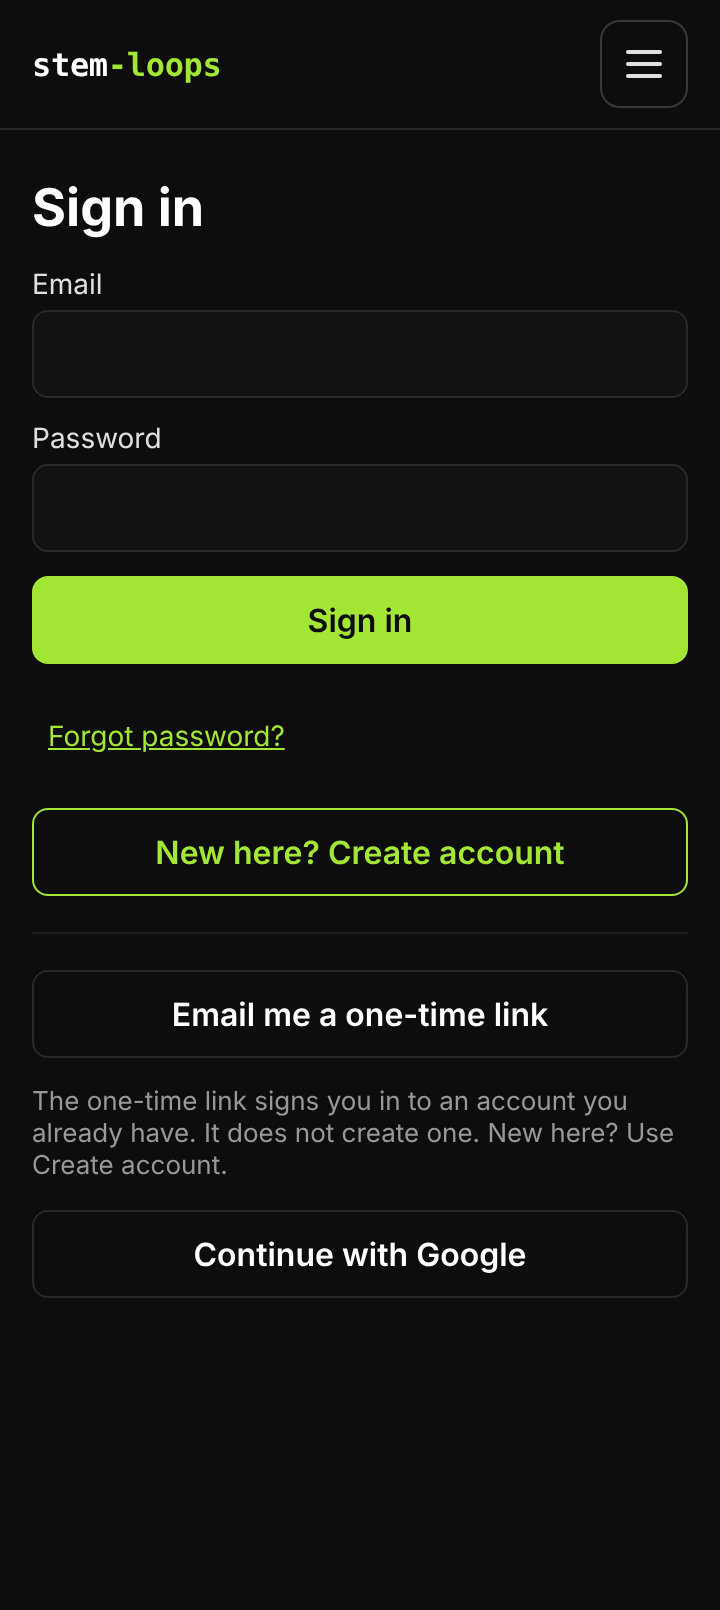 stem-loops
Sign in
Email
Password
Sign in
Forgot password?
New here? Create account
Email me a one-time link
The one-time link signs you in to an account you
already have. It does not create one. New here? Use
Create account.
Continue with Google